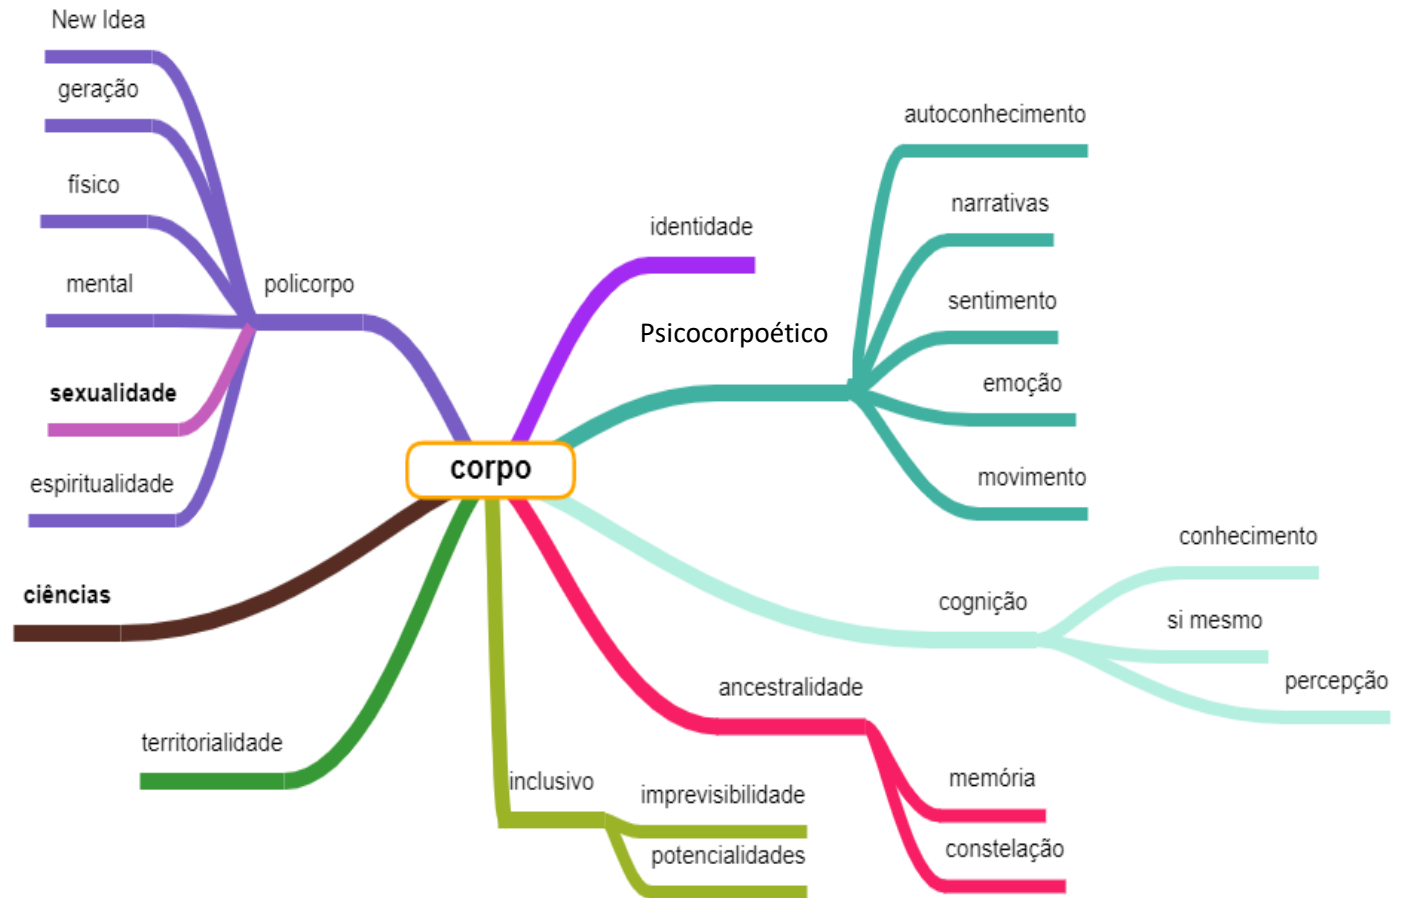 New Idea
geração
físico
mental
sexualidade
espiritualidade
policorpo
ciências
territorialidade
corpo
identidade
Psicocorpoético
autoconhecimento
narrativas
sentimento
emoção
movimento
cognição
conhecimento
si mesmo
percepção
ancestralidade
memória
constelação
inclusivo
imprevisibilidade
potencialidades